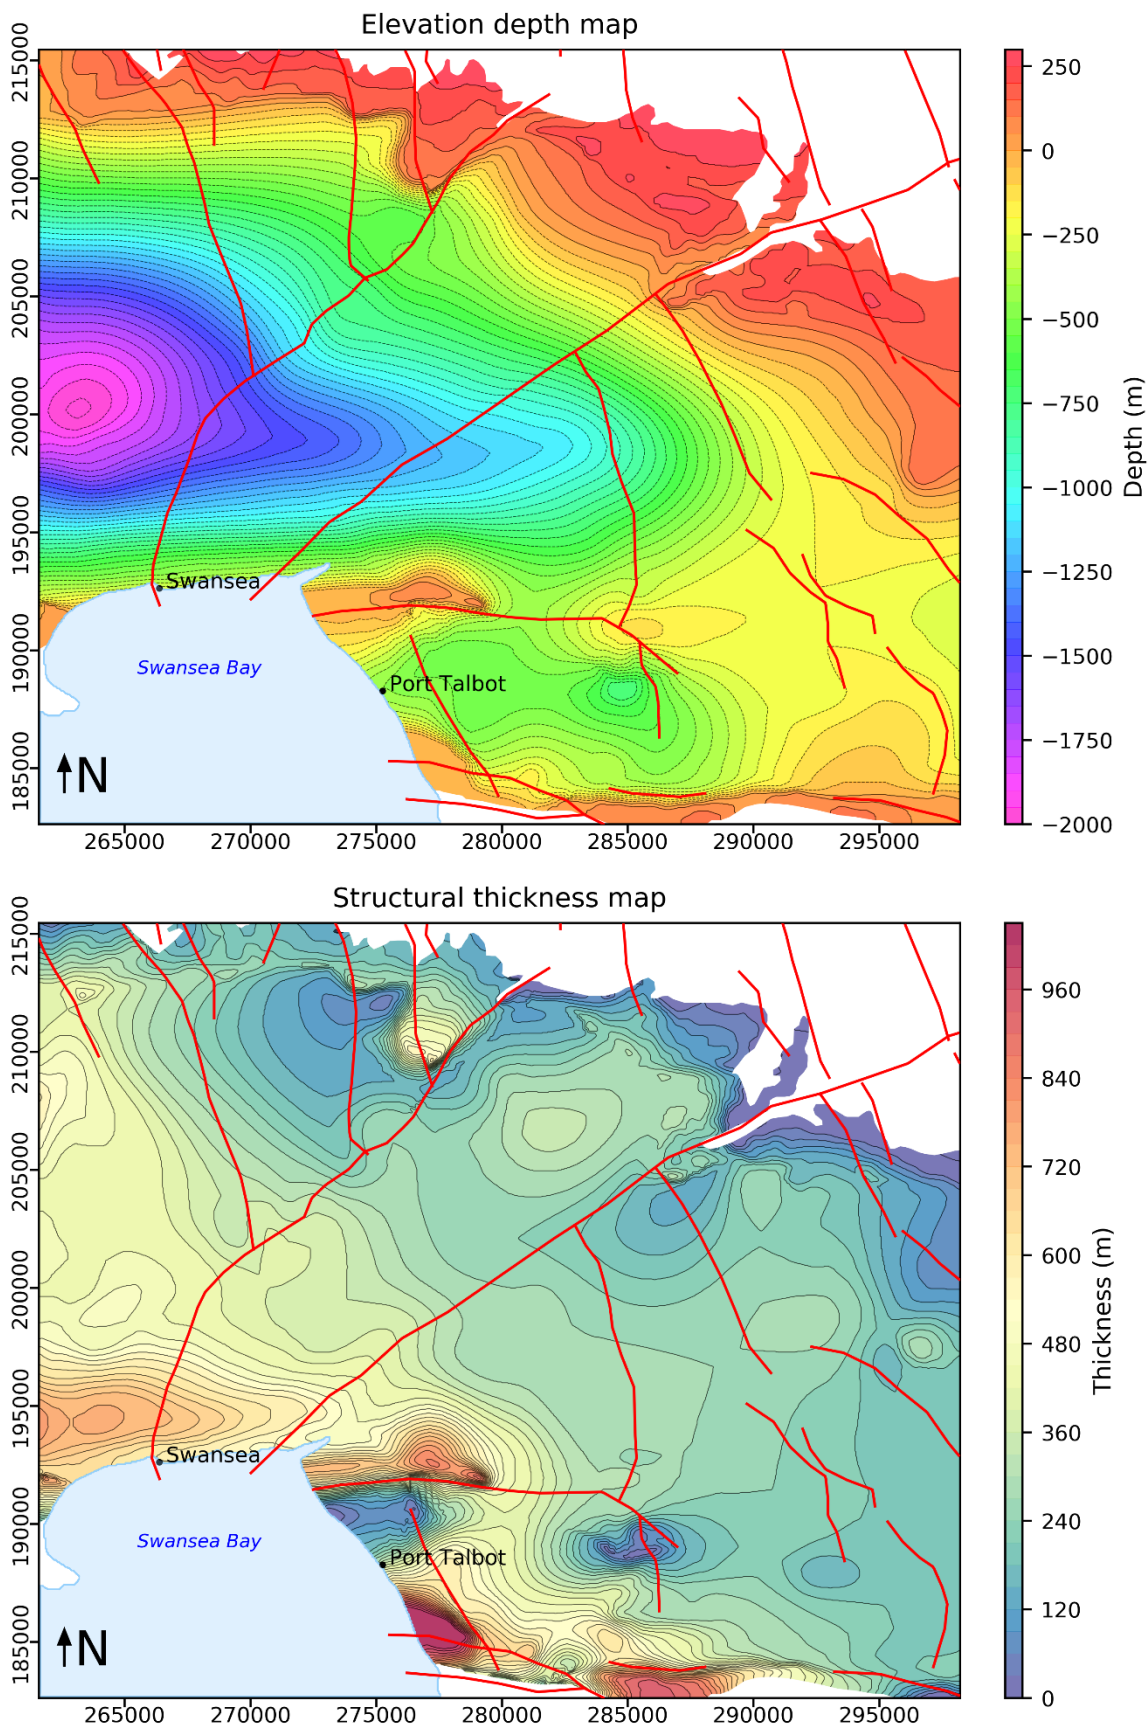 Elevation depth map
215000
210000
205000
200000
195000
190000
185000
Swansea
Swansea Bay
Port Talbot
N
265000 270000 275000 280000 285000 290000 295000
250
0
−250
−500
−750
−1000
−1250
−1500
−1750
−2000
Depth (m)
Structural thickness map
215000
210000
205000
200000
195000
190000
185000
Swansea
Swansea Bay
Port Talbot
N
265000 270000 275000 280000 285000 290000 295000
960
840
720
600
480
360
240
120
0
Thickness (m)